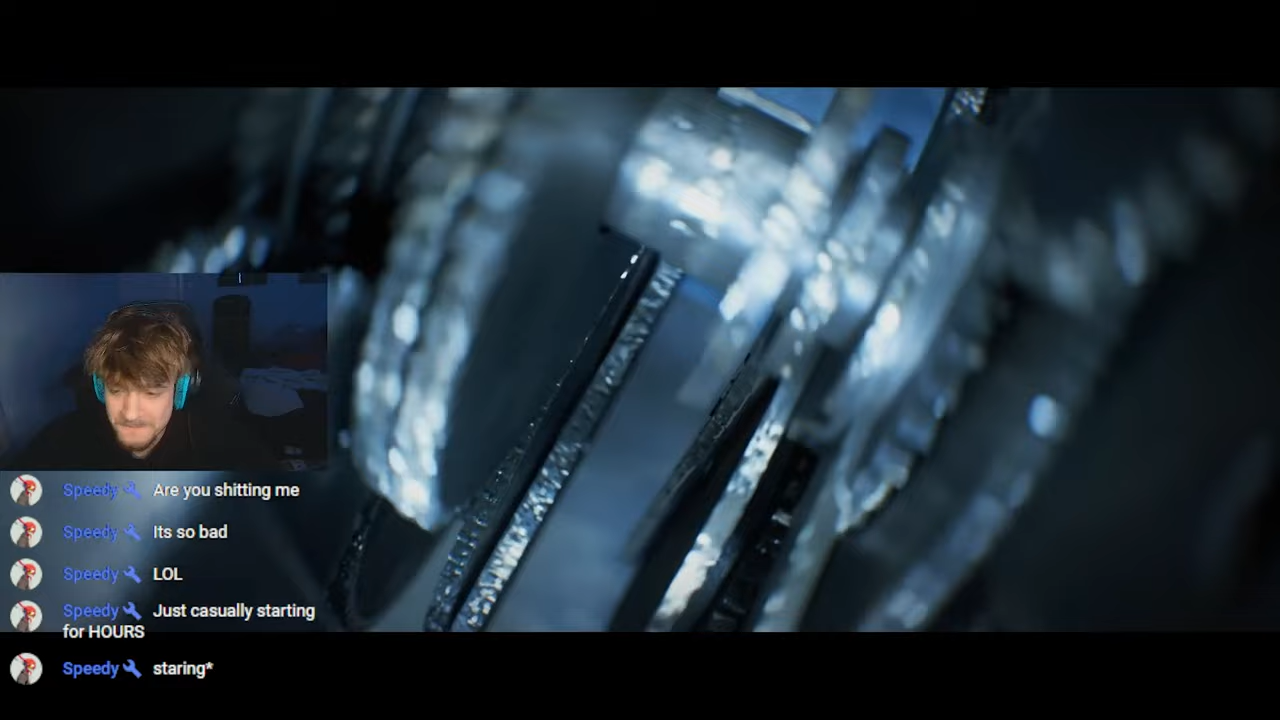 Speedy Are you shitting me
Speedy Its so bad
Speedy LOL
Speedy Just casually starting
for HOURS
Speedy staring*